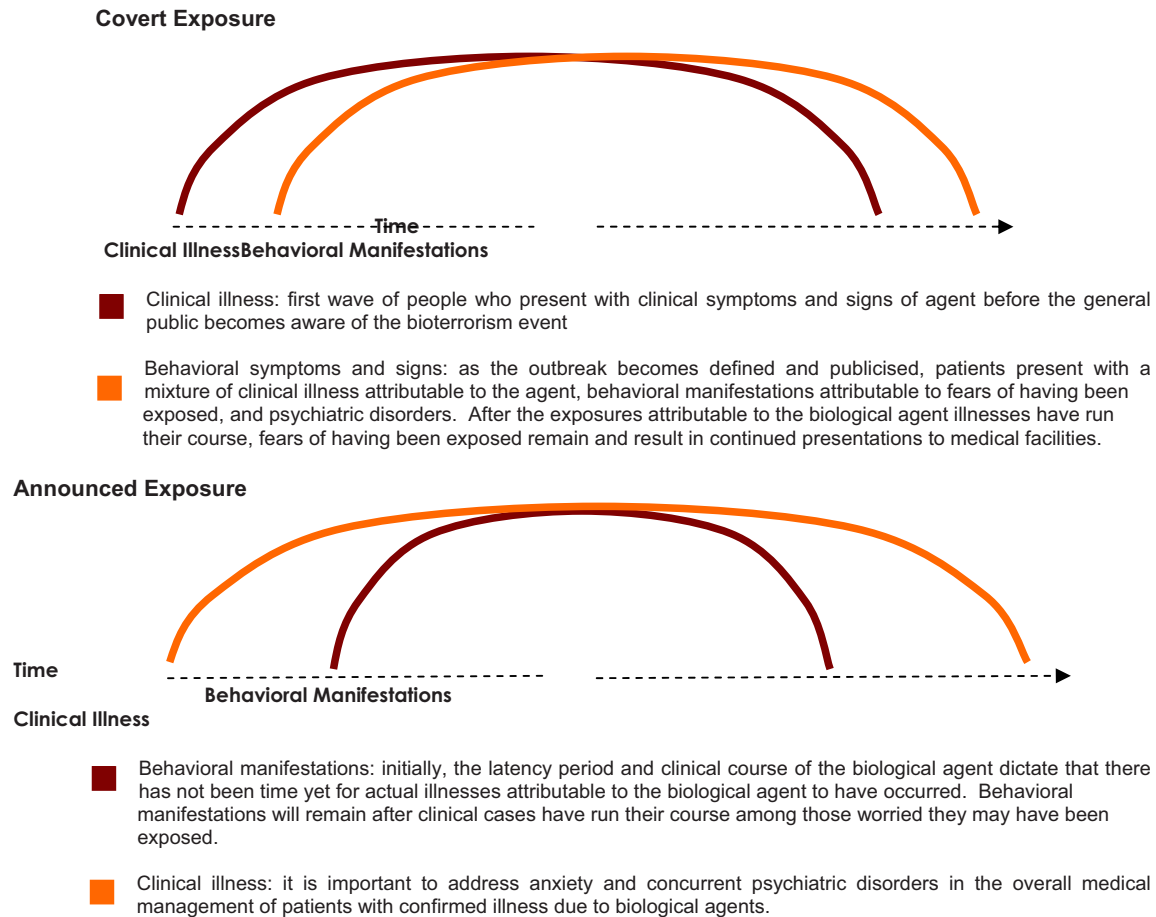 Covert Exposure
Time
Clinical IllnessBehavioral Manifestations
Clinical illness: first wave of people who present with clinical symptoms and signs of agent before the general
public becomes aware of the bioterrorism event
Behavioral symptoms and signs: as the outbreak becomes defined and publicised, patients present with a
mixture of clinical illness attributable to the agent, behavioral manifestations attributable to fears of having been
exposed, and psychiatric disorders. After the exposures attributable to the biological agent illnesses have run
their course, fears of having been exposed remain and result in continued presentations to medical facilities.
Announced Exposure
Time
Behavioral Manifestations
Clinical Illness
Behavioral manifestations: initially, the latency period and clinical course of the biological agent dictate that there
has not been time yet for actual illnesses attributable to the biological agent to have occurred. Behavioral
manifestations will remain after clinical cases have run their course among those worried they may have been
exposed.
Clinical illness: it is important to address anxiety and concurrent psychiatric disorders in the overall medical
management of patients with confirmed illness due to biological agents.